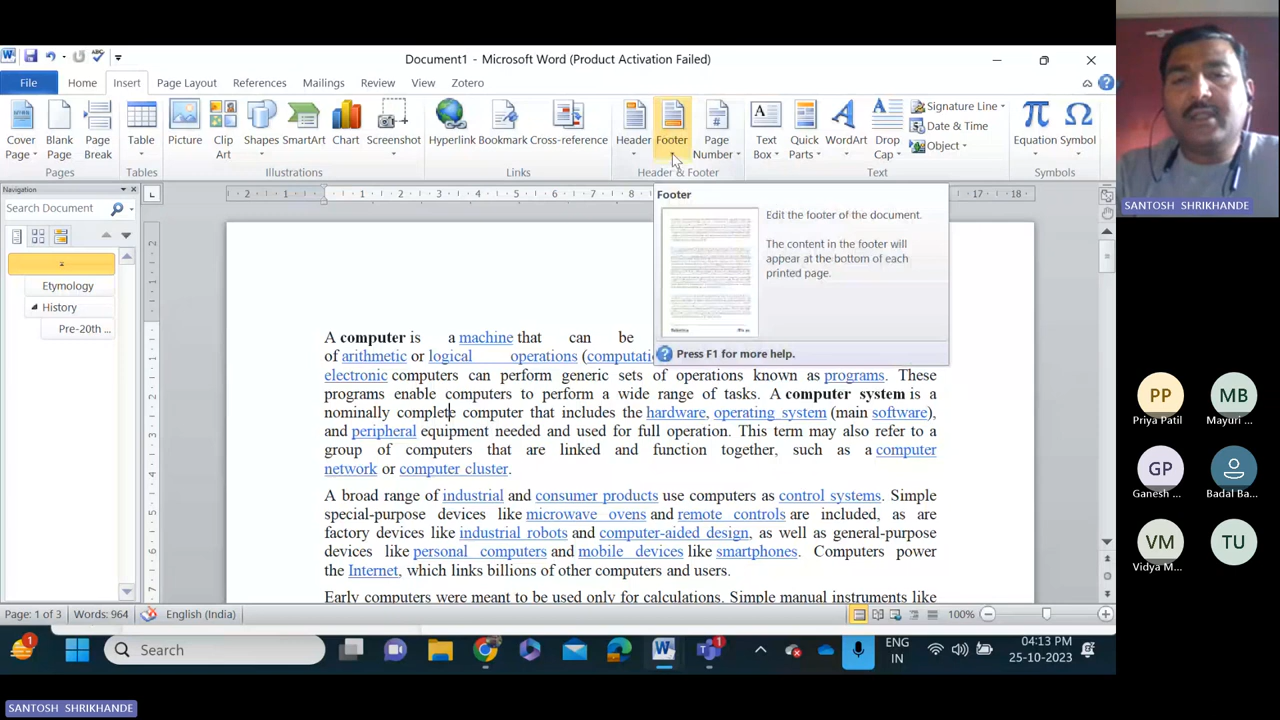 Document1 - Microsoft Word (Product Activation Failed)
File Home Insert Page Layout References Mailings Review View Zotero
Cover Page
Blank Page
Page Break
Table
Picture
Clip Art
Shapes
SmartArt
Chart
Screenshot
Hyperlink
Bookmark
Cross-reference
Header
Footer
Page Number
Text Box
Quick Parts
WordArt
Drop Cap
Signature Line
Date & Time
Object
Equation
Symbol
Pages
Tables
Illustrations
Links
Header & Footer
Text
Symbols
SANTOSH SHRIKHANDE
Navigation
Search Document
Etymology
History
Pre-20th ...
2 1 1 2 3 4 5 6 7 8 17 18
Footer
Edit the footer of the document.
The content in the footer will
appear at the bottom of each
printed page.
Press F1 for more help.
A computer is a machine that can be
of arithmetic or logical operations (computati
electronic computers can perform generic sets of operations known as programs. These
programs enable computers to perform a wide range of tasks. A computer system is a
nominally complete computer that includes the hardware, operating system (main software),
and peripheral equipment needed and used for full operation. This term may also refer to a
group of computers that are linked and function together, such as a computer
network or computer cluster.
A broad range of industrial and consumer products use computers as control systems. Simple
special-purpose devices like microwave ovens and remote controls are included, as are
factory devices like industrial robots and computer-aided design, as well as general-purpose
devices like personal computers and mobile devices like smartphones. Computers power
the Internet, which links billions of other computers and users.
Early computers were meant to be used only for calculations. Simple manual instruments like
Page: 1 of 3 Words: 964 English (India) 100%
Search
ENG
IN
04:13 PM
25-10-2023
PP
Priya Patil
MB
Mayuri ...
GP
Ganesh ...
Badal Ba...
VM
Vidya M...
TU
SANTOSH SHRIKHANDE